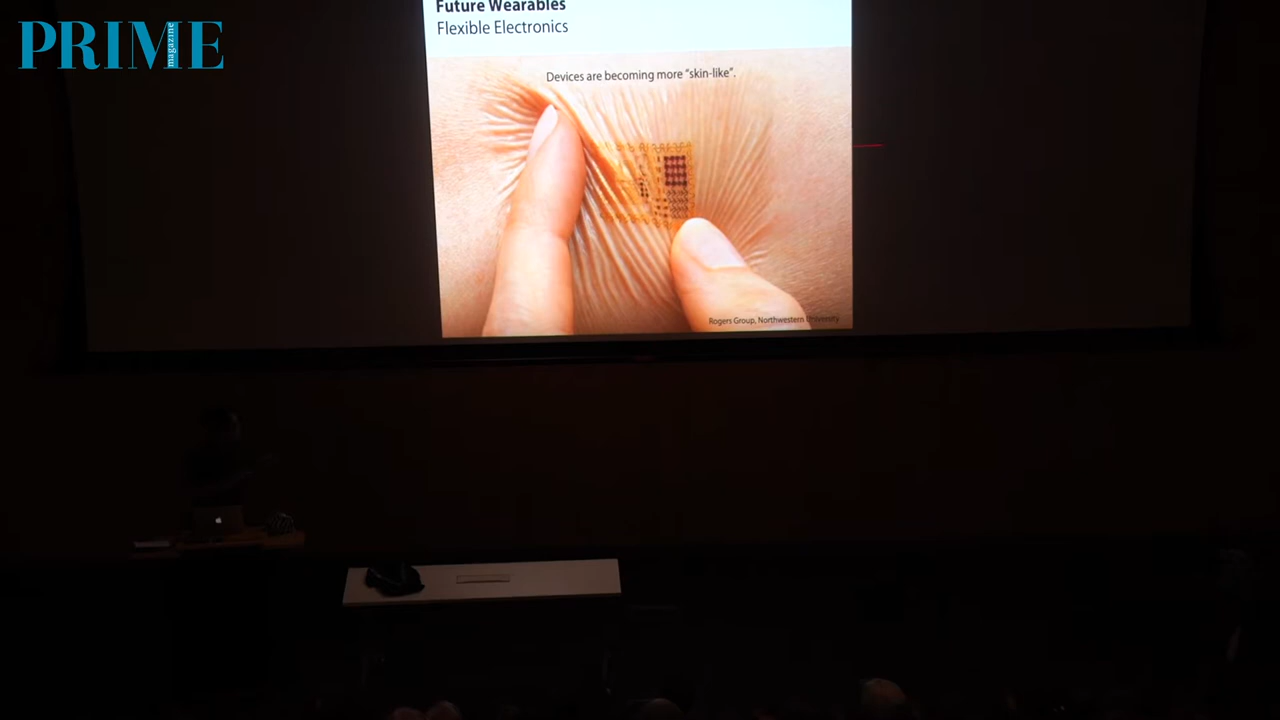 PRIME
magazine
Future Wearables
Flexible Electronics
Devices are becoming more "skin-like".
Rogers Group, Northwestern University